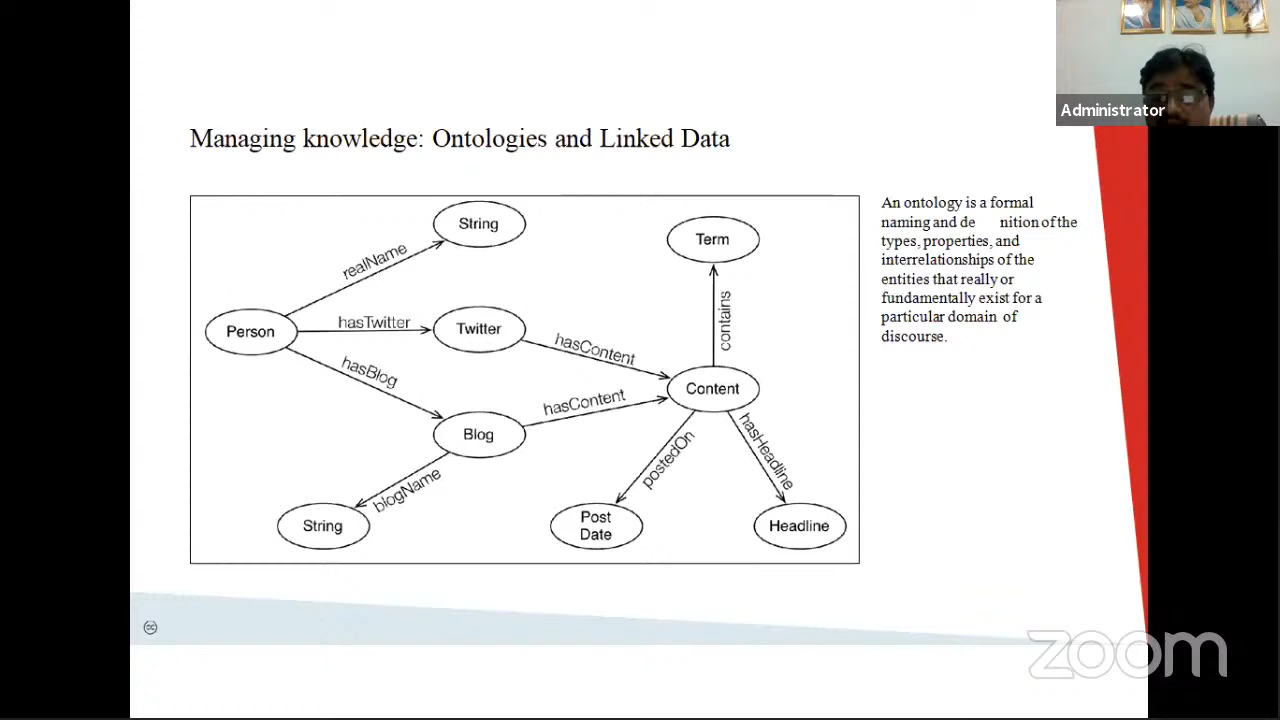 Administrator
Managing knowledge: Ontologies and Linked Data
String
Term
realName
Person
hasTwitter
Twitter
hasContent
contains
hasBlog
Content
hasContent
Blog
blogName
postedOn
hasHeadline
String
Post
Date
Headline
An ontology is a formal
naming and de nition of the
types, properties, and
interrelationships of the
entities that really or
fundamentally exist for a
particular domain of
discourse.
zoom